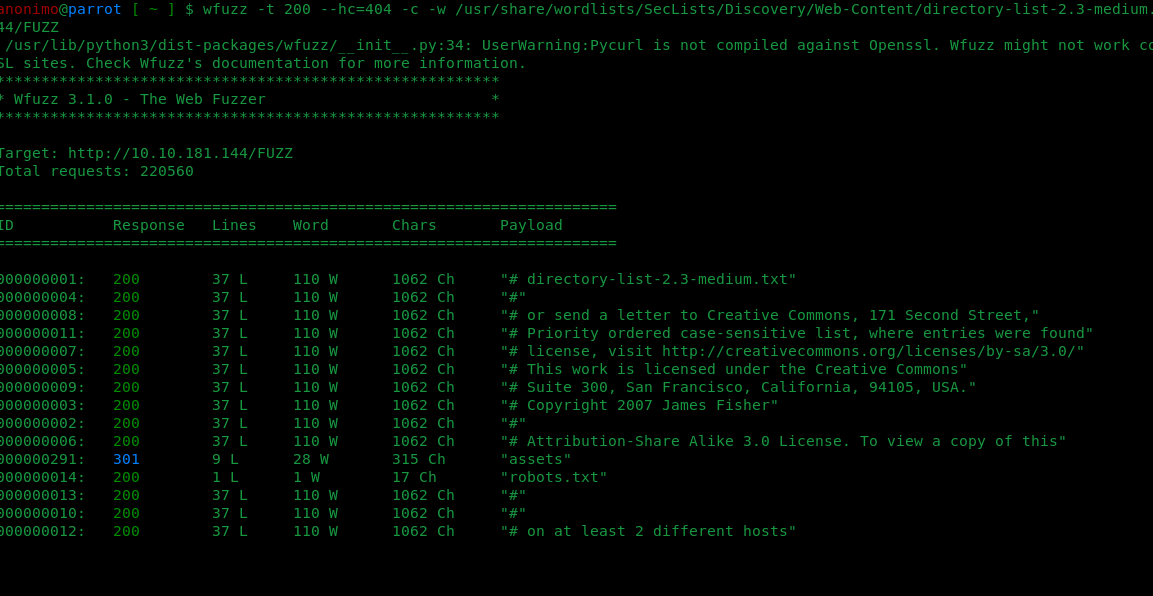 anonimo@parrot [ ~ ] $ wfuzz -t 200 --hc=404 -c -w /usr/share/wordlists/SecLists/Discovery/Web-Content/directory-list-2.3-medium.
44/FUZZ
/usr/lib/python3/dist-packages/wfuzz/__init__.py:34: UserWarning:Pycurl is not compiled against Openssl. Wfuzz might not work co
SL sites. Check Wfuzz's documentation for more information.
********************************************************
* Wfuzz 3.1.0 - The Web Fuzzer                         *
********************************************************
Target: http://10.10.181.144/FUZZ
Total requests: 220560
=====================================================================
ID           Response   Lines    Word       Chars       Payload
=====================================================================
000000001:   200        37 L     110 W      1062 Ch     "# directory-list-2.3-medium.txt"
000000004:   200        37 L     110 W      1062 Ch     "#"
000000008:   200        37 L     110 W      1062 Ch     "# or send a letter to Creative Commons, 171 Second Street,"
000000011:   200        37 L     110 W      1062 Ch     "# Priority ordered case-sensitive list, where entries were found"
000000007:   200        37 L     110 W      1062 Ch     "# license, visit http://creativecommons.org/licenses/by-sa/3.0/"
000000005:   200        37 L     110 W      1062 Ch     "# This work is licensed under the Creative Commons"
000000009:   200        37 L     110 W      1062 Ch     "# Suite 300, San Francisco, California, 94105, USA."
000000003:   200        37 L     110 W      1062 Ch     "# Copyright 2007 James Fisher"
000000002:   200        37 L     110 W      1062 Ch     "#"
000000006:   200        37 L     110 W      1062 Ch     "# Attribution-Share Alike 3.0 License. To view a copy of this"
000000291:   301        9 L      28 W       315 Ch      "assets"
000000014:   200        1 L      1 W        17 Ch       "robots.txt"
000000013:   200        37 L     110 W      1062 Ch     "#"
000000010:   200        37 L     110 W      1062 Ch     "#"
000000012:   200        37 L     110 W      1062 Ch     "# on at least 2 different hosts"